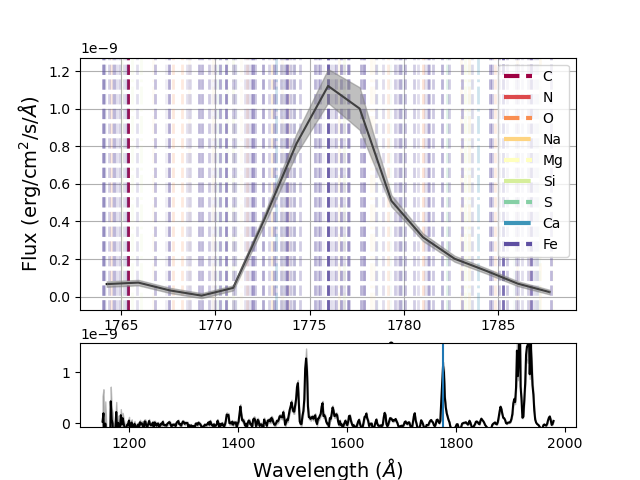 1e−9
Flux (erg/cm²/s/Å)
1.2
1.0
0.8
0.6
0.4
0.2
0.0
C
N
O
Na
Mg
Si
S
Ca
Fe
1765 1770 1775 1780 1785
1e−9
1
0
1200 1400 1600 1800 2000
Wavelength (Å)